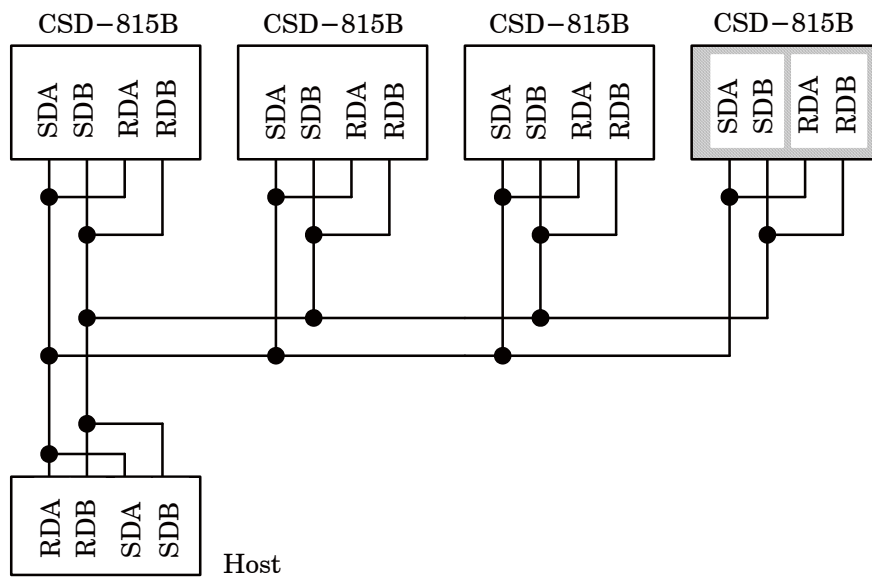 CSD-815B CSD-815B CSD-815B CSD-815B
SDA SDB RDA RDB SDA SDB RDA RDB SDA SDB RDA RDB SDA SDB RDA RDB
RDA RDB SDA SDB
Host